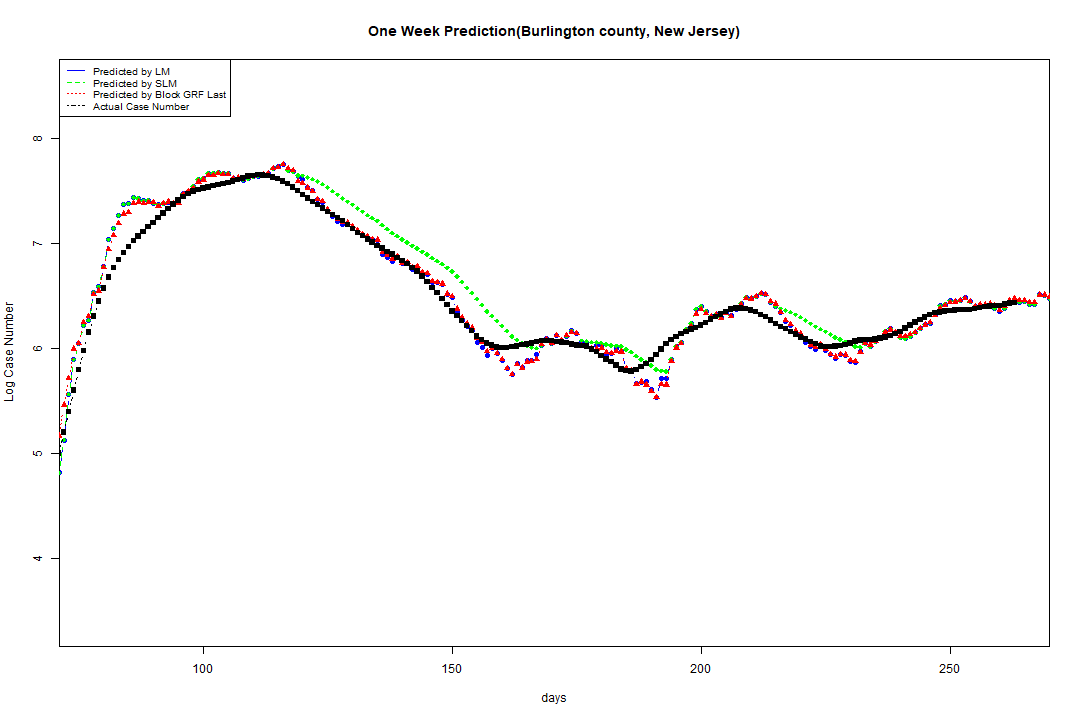 One Week Prediction(Burlington county, New Jersey)
Predicted by LM
Predicted by SLM
Predicted by Block GRF Last
Actual Case Number
8
7
6
5
4
Log Case Number
100 150 200 250
days